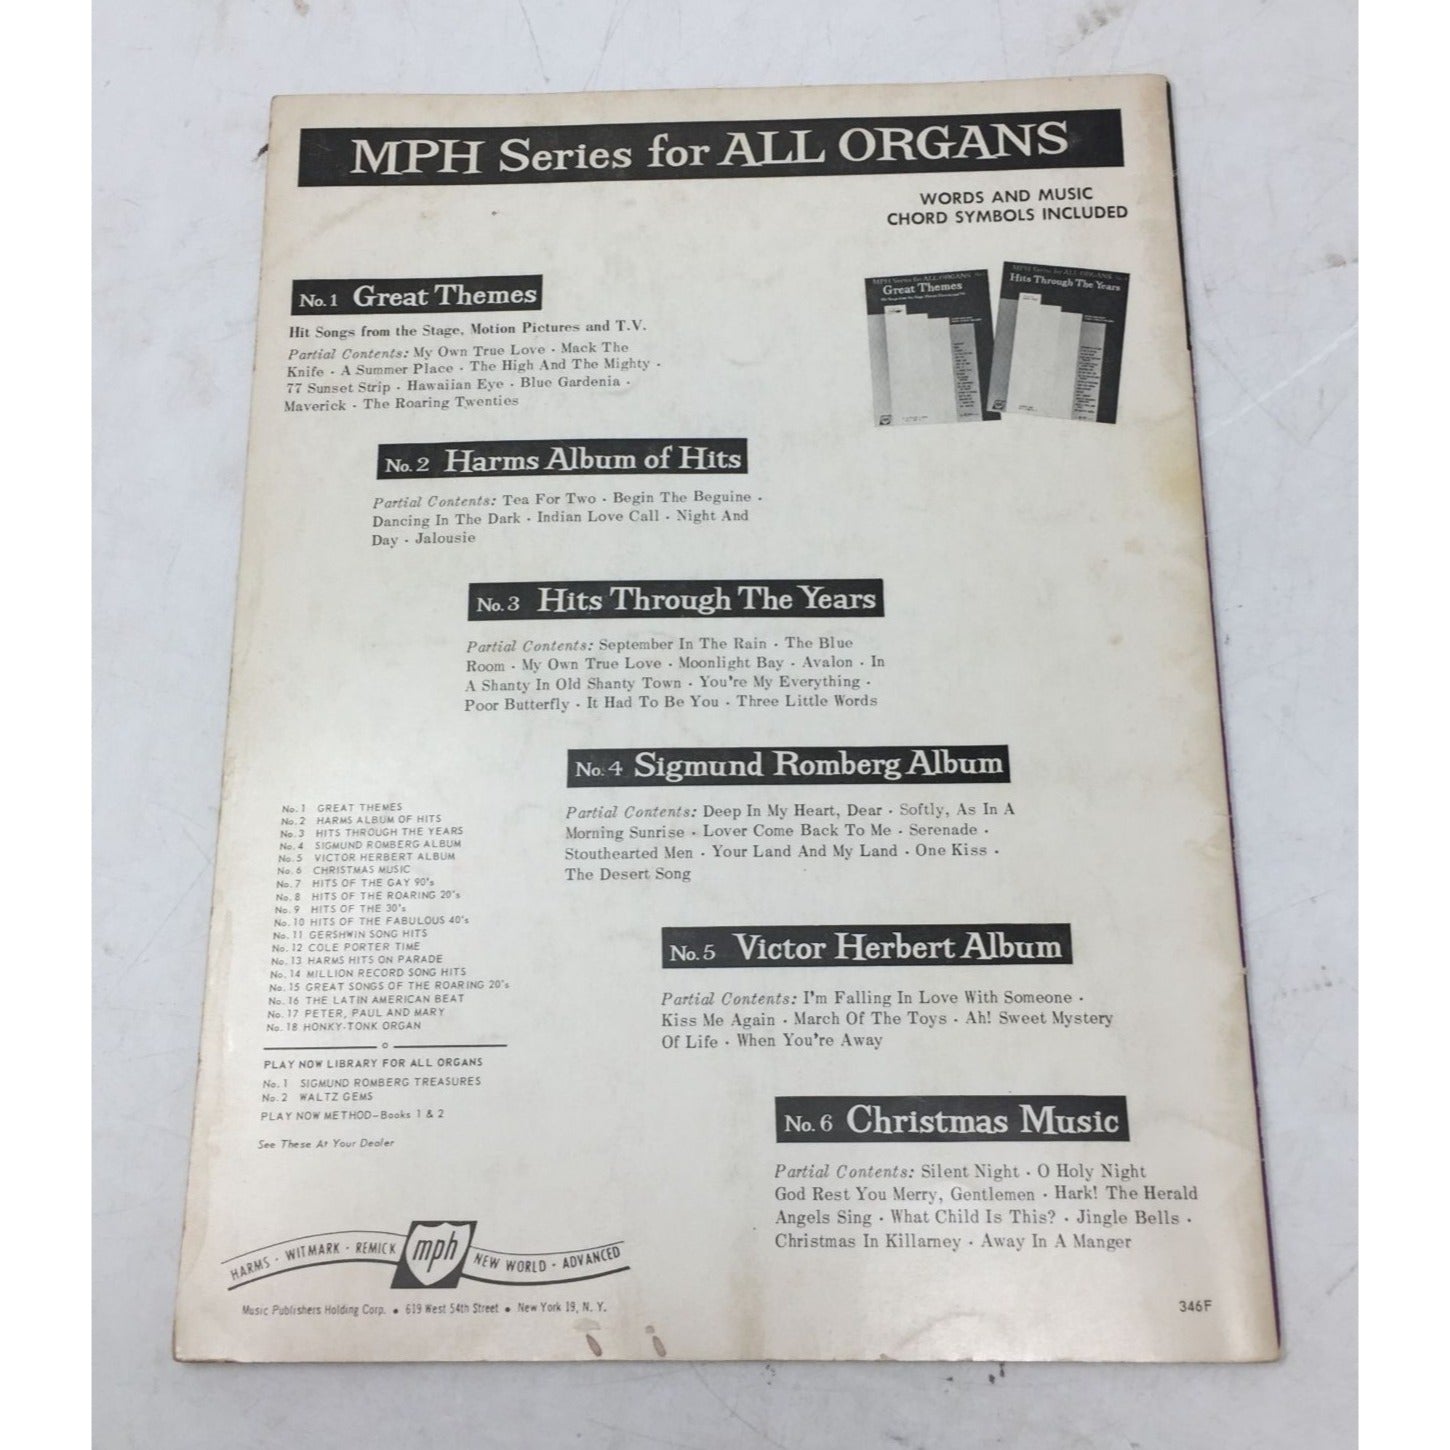 MPH Series for ALL ORGANS
WORDS AND MUSIC
CHORD SYMBOLS INCLUDED
MPH Series for ALL ORGANS
Great Themes
MPH Series for ALL ORGANS
Hits Through The Years
No. 1 Great Themes
Hit Songs from the Stage, Motion Pictures and T.V.
Partial Contents: My Own True Love · Mack The
Knife · A Summer Place · The High And The Mighty ·
77 Sunset Strip · Hawaiian Eye · Blue Gardenia ·
Maverick · The Roaring Twenties
No. 2 Harms Album of Hits
Partial Contents: Tea For Two · Begin The Beguine ·
Dancing In The Dark · Indian Love Call · Night And
Day · Jalousie
No. 3 Hits Through The Years
Partial Contents: September In The Rain · The Blue
Room · My Own True Love · Moonlight Bay · Avalon · In
A Shanty In Old Shanty Town · You're My Everything ·
Poor Butterfly · It Had To Be You · Three Little Words
No. 4 Sigmund Romberg Album
Partial Contents: Deep In My Heart, Dear · Softly, As In A
Morning Sunrise · Lover Come Back To Me · Serenade ·
Stouthearted Men · Your Land And My Land · One Kiss ·
The Desert Song
No. 5 Victor Herbert Album
Partial Contents: I'm Falling In Love With Someone ·
Kiss Me Again · March Of The Toys · Ah! Sweet Mystery
Of Life · When You're Away
No. 6 Christmas Music
Partial Contents: Silent Night · O Holy Night
God Rest You Merry, Gentlemen · Hark! The Herald
Angels Sing · What Child Is This? · Jingle Bells ·
Christmas In Killarney · Away In A Manger
No. 1 GREAT THEMES
No. 2 HARMS ALBUM OF HITS
No. 3 HITS THROUGH THE YEARS
No. 4 SIGMUND ROMBERG ALBUM
No. 5 VICTOR HERBERT ALBUM
No. 6 CHRISTMAS MUSIC
No. 7 HITS OF THE GAY 90's
No. 8 HITS OF THE ROARING 20's
No. 9 HITS OF THE 30's
No. 10 HITS OF THE FABULOUS 40's
No. 11 GERSHWIN SONG HITS
No. 12 COLE PORTER TIME
No. 13 HARMS HITS ON PARADE
No. 14 MILLION RECORD SONG HITS
No. 15 GREAT SONGS OF THE ROARING 20's
No. 16 THE LATIN AMERICAN BEAT
No. 17 PETER, PAUL AND MARY
No. 18 HONKY-TONK ORGAN
PLAY NOW LIBRARY FOR ALL ORGANS
No. 1 SIGMUND ROMBERG TREASURES
No. 2 WALTZ GEMS
PLAY NOW METHOD—Books 1 & 2
See These At Your Dealer
HARMS · WITMARK · REMICK mph NEW WORLD · ADVANCED
Music Publishers Holding Corp. • 619 West 54th Street • New York 19, N. Y.
346F